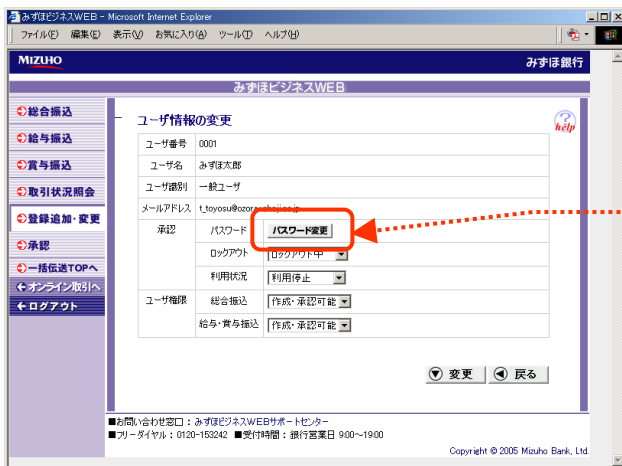 みずほビジネスWEB - Microsoft Internet Explorer
ファイル(F) 編集(E) 表示(V) お気に入り(A) ツール(T) ヘルプ(H)
MIZUHO みずほ銀行
みずほビジネスWEB
総合振込
給与振込
賞与振込
取引状況照会
登録追加・変更
承認
一括伝送TOPへ
オンライン取引へ
ログアウト
ユーザ情報の変更
help
ユーザ番号 0001
ユーザ名 みずほ太郎
ユーザ識別 一般ユーザ
メールアドレス
承認 パスワード パスワード変更
ロックアウト ロックアウト中
利用状況 利用停止
ユーザ権限 総合振込 作成・承認可能
給与・賞与振込 作成・承認可能
変更 戻る
■お問い合わせ窓口：みずほビジネスWEBサポートセンター
■フリーダイヤル：0120-153242 ■受付時間：銀行営業日 9:00～19:00
Copyright © 2005 Mizuho Bank, Ltd.